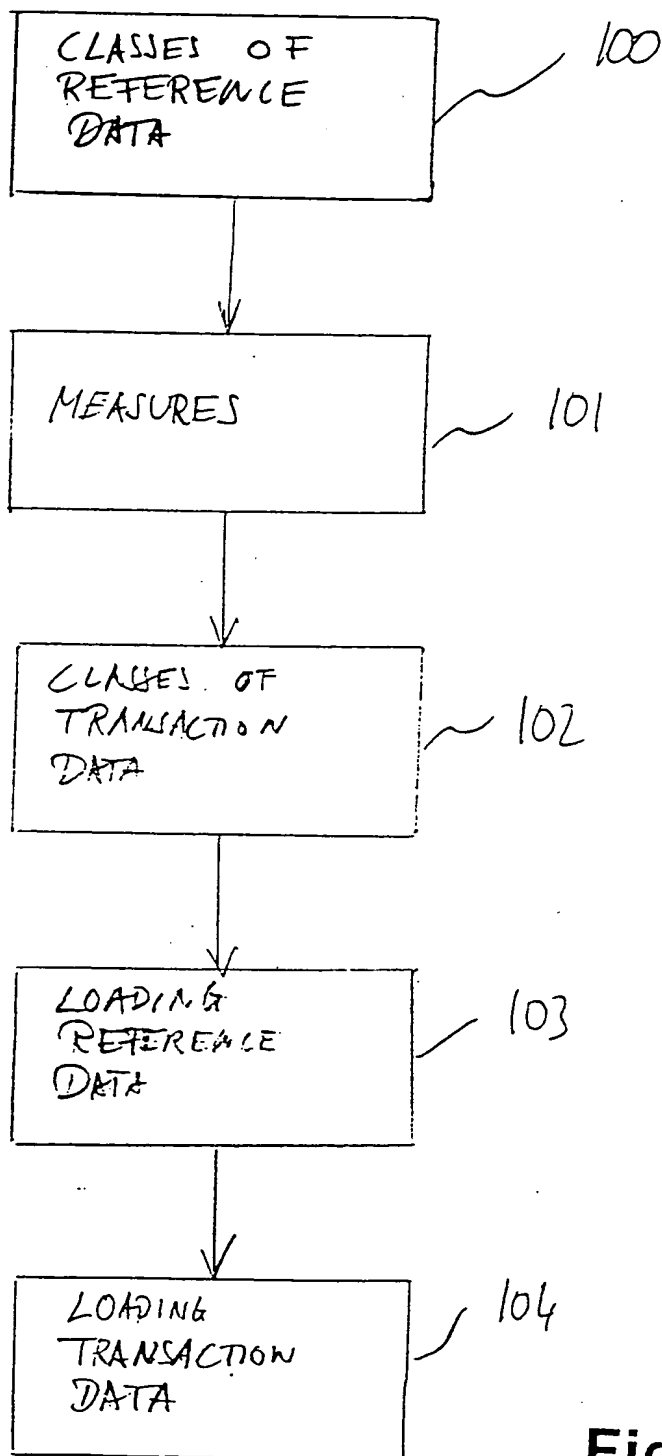 CLASSES OF
REFERENCE
DATA
100
MEASURES
101
CLASSES OF
TRANSACTION
DATA
102
LOADING
REFERENCE
DATA
103
LOADING
TRANSACTION
DATA
104
Fig